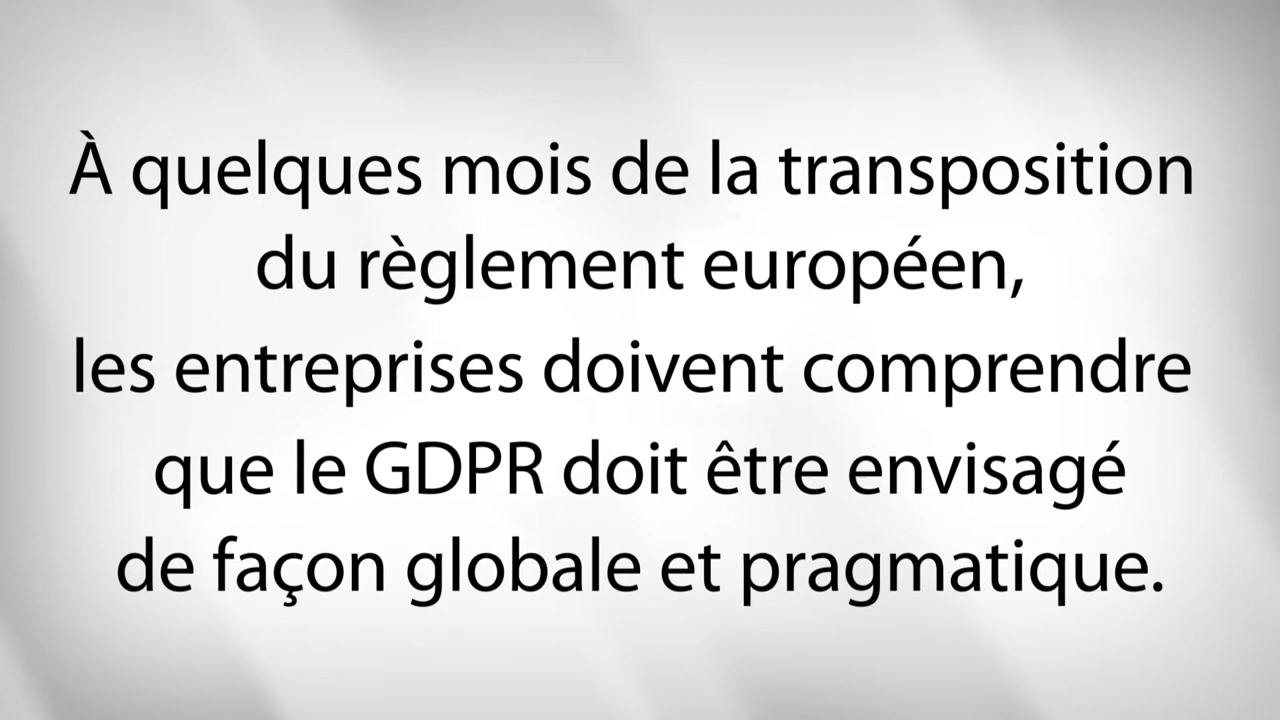 À quelques mois de la transposition
du règlement européen,
les entreprises doivent comprendre
que le GDPR doit être envisagé
de façon globale et pragmatique.